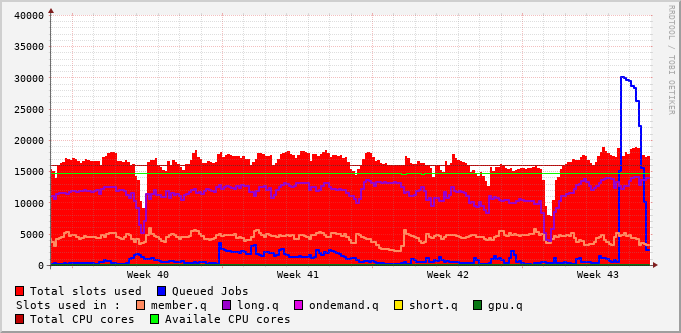 40000
35000
30000
25000
20000
15000
10000
5000
0
Week 40 Week 41 Week 42 Week 43
RRDTOOL / TOBI OETIKER
Total slots used Queued Jobs
Slots used in : member.q long.q ondemand.q short.q gpu.q
Total CPU cores Availale CPU cores